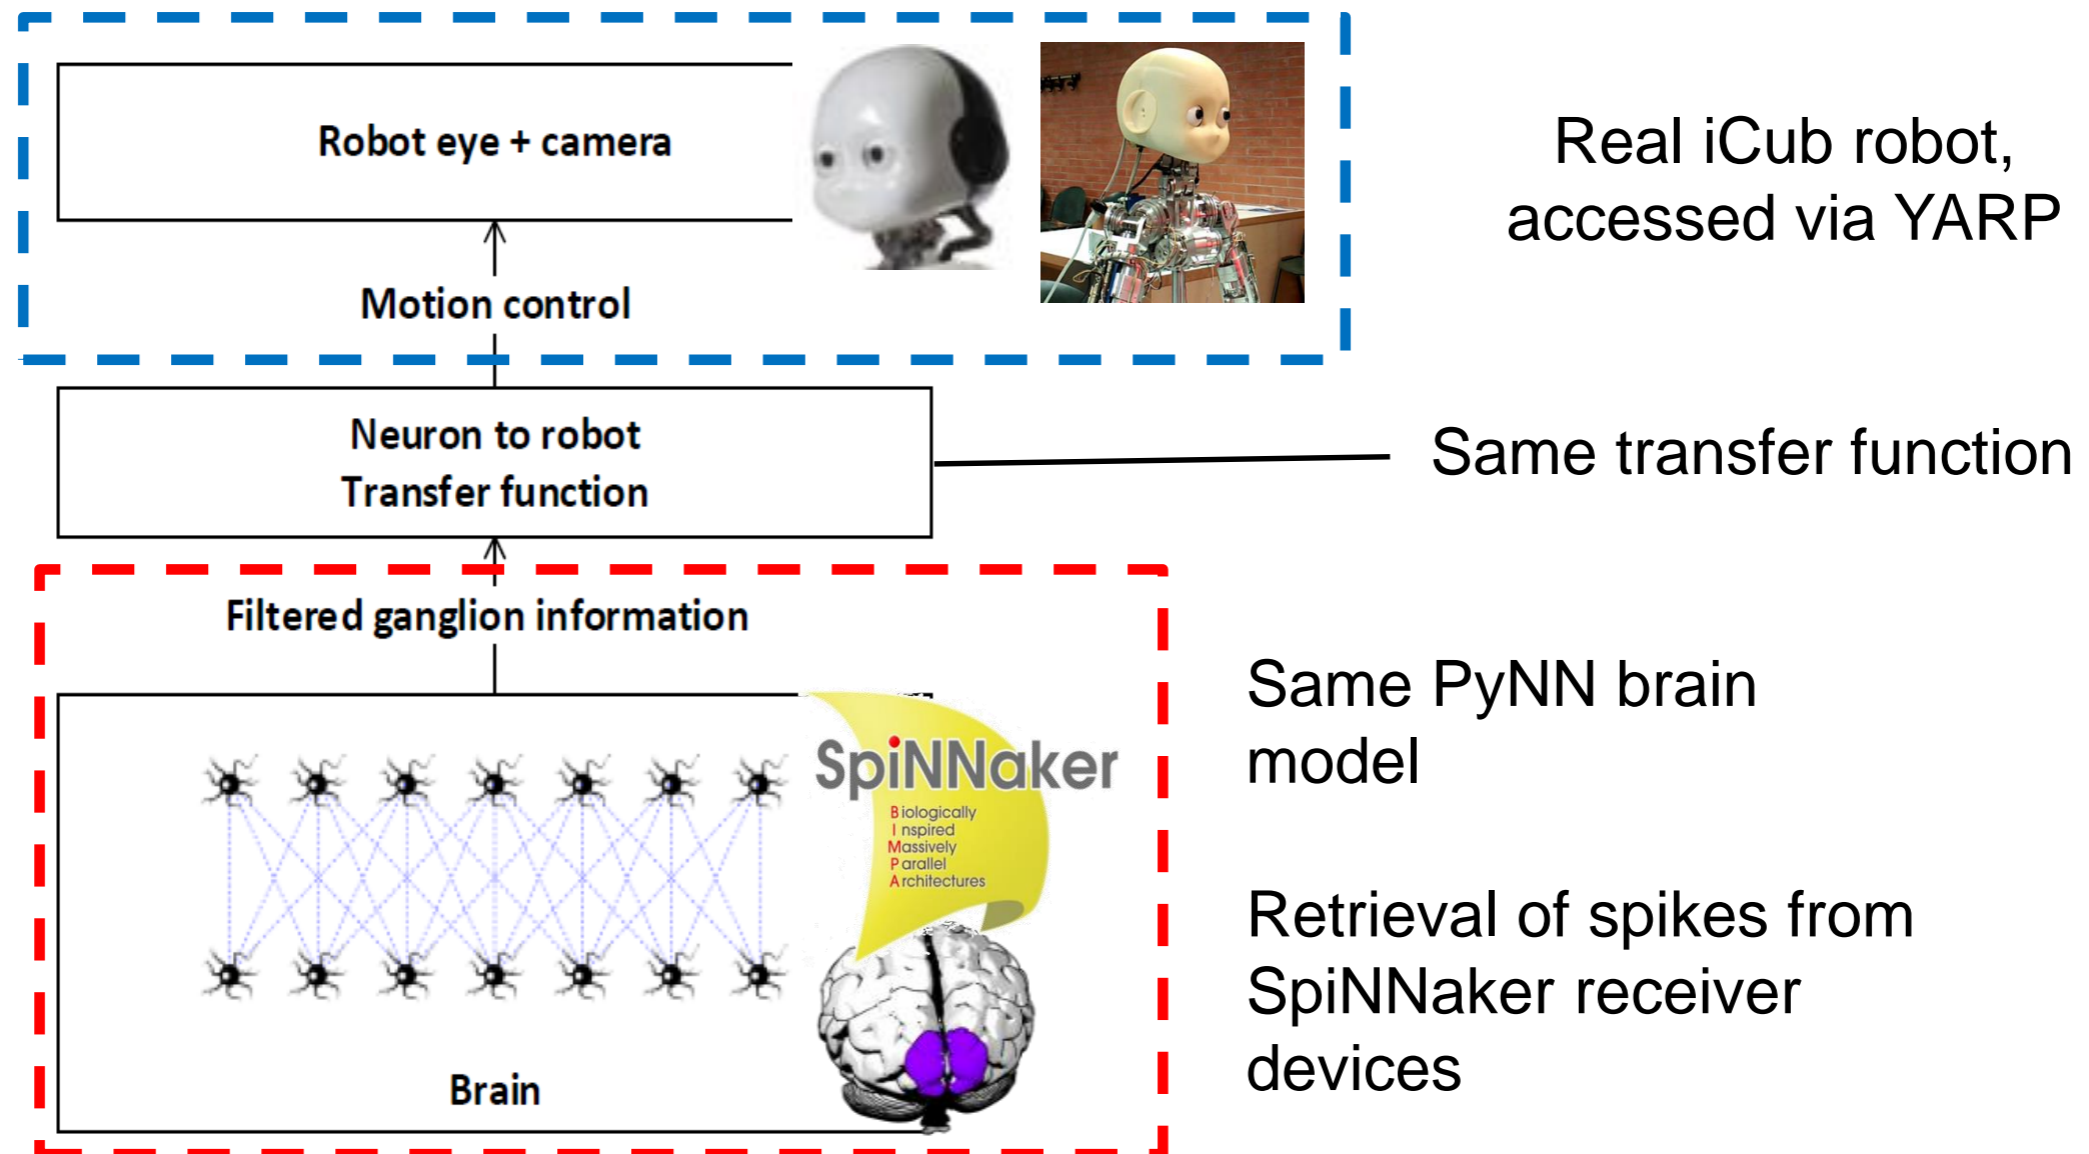 Robot eye + camera
Real iCub robot,
accessed via YARP
Motion control
Neuron to robot
Transfer function
Same transfer function
Filtered ganglion information
Same PyNN brain
model
SpiNNaker
Biologically
Inspired
Massively
Parallel
Architectures
Retrieval of spikes from
SpiNNaker receiver
devices
Brain